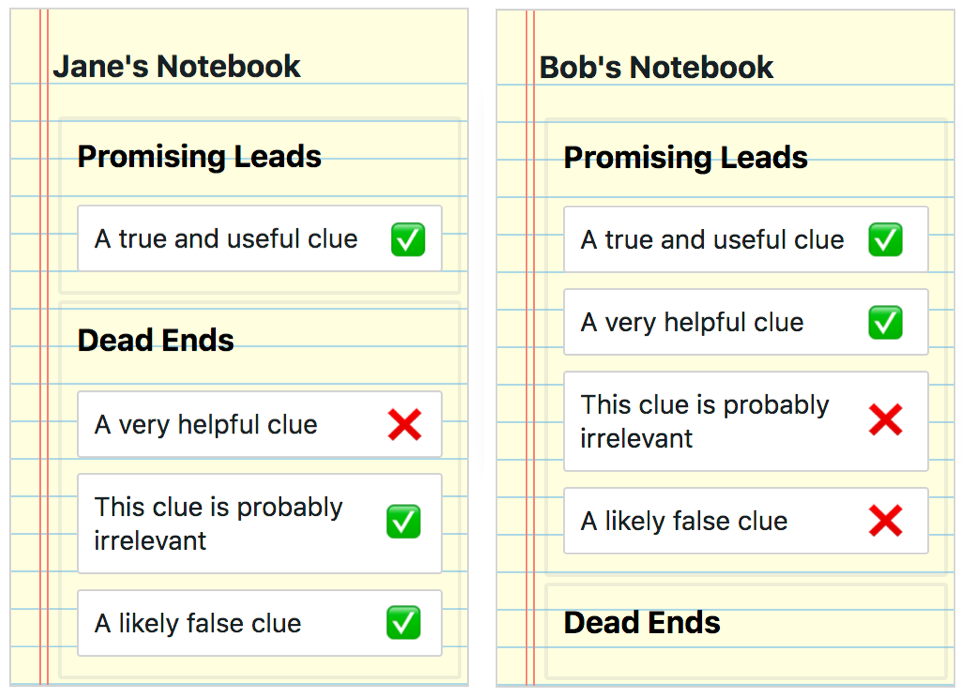 Jane's Notebook
Promising Leads
A true and useful clue ✅
Dead Ends
A very helpful clue ❌
This clue is probably
irrelevant ✅
A likely false clue ✅
Bob's Notebook
Promising Leads
A true and useful clue ✅
A very helpful clue ✅
This clue is probably
irrelevant ❌
A likely false clue ❌
Dead Ends